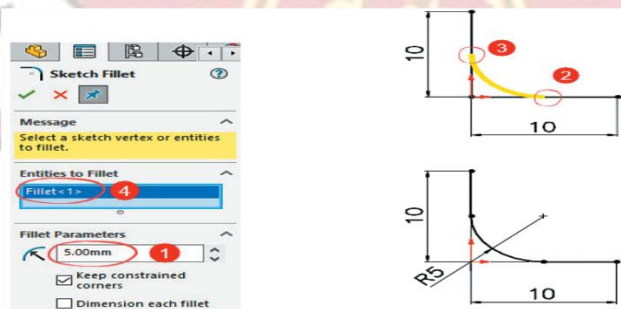 Sketch Fillet
Message
Select a sketch vertex or entities
to fillet.
Entities to Fillet
Fillet<1> 4
Fillet Parameters
5.00mm 1
Keep constrained
corners
Dimension each fillet
10
3
2
10
10
R5
10